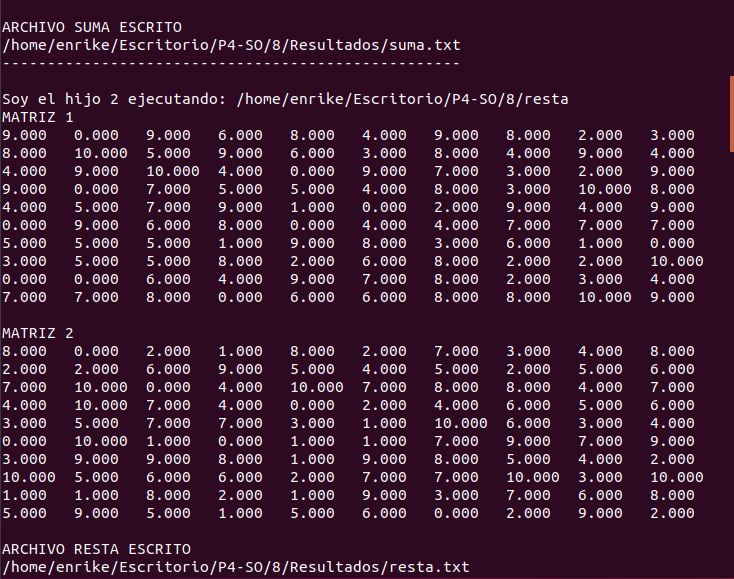 ARCHIVO SUMA ESCRITO
/home/enrike/Escritorio/P4-SO/8/Resultados/suma.txt
---------------------------------------------------
Soy el hijo 2 ejecutando: /home/enrike/Escritorio/P4-SO/8/resta
MATRIZ 1
9.000 0.000 9.000 6.000 8.000 4.000 9.000 8.000 2.000 3.000
8.000 10.000 5.000 9.000 6.000 3.000 8.000 4.000 9.000 4.000
4.000 9.000 10.000 4.000 0.000 9.000 7.000 3.000 2.000 9.000
9.000 0.000 7.000 5.000 5.000 4.000 8.000 3.000 10.000 8.000
4.000 5.000 7.000 9.000 1.000 0.000 2.000 9.000 4.000 9.000
0.000 9.000 6.000 8.000 0.000 4.000 4.000 7.000 7.000 7.000
5.000 5.000 5.000 1.000 9.000 8.000 3.000 6.000 1.000 0.000
3.000 5.000 5.000 8.000 2.000 6.000 8.000 2.000 2.000 10.000
0.000 0.000 6.000 4.000 9.000 7.000 8.000 2.000 3.000 4.000
7.000 7.000 8.000 0.000 6.000 6.000 8.000 8.000 10.000 9.000
MATRIZ 2
8.000 0.000 2.000 1.000 8.000 2.000 7.000 3.000 4.000 8.000
2.000 2.000 6.000 9.000 5.000 4.000 5.000 2.000 5.000 6.000
7.000 10.000 0.000 4.000 10.000 7.000 8.000 8.000 4.000 7.000
4.000 10.000 7.000 4.000 0.000 2.000 4.000 6.000 5.000 6.000
3.000 5.000 7.000 7.000 3.000 1.000 10.000 6.000 3.000 4.000
0.000 10.000 1.000 0.000 1.000 1.000 7.000 9.000 7.000 9.000
3.000 9.000 9.000 8.000 1.000 9.000 8.000 5.000 4.000 2.000
10.000 5.000 6.000 6.000 2.000 7.000 7.000 10.000 3.000 10.000
1.000 1.000 8.000 2.000 1.000 9.000 3.000 7.000 6.000 8.000
5.000 9.000 5.000 1.000 5.000 6.000 0.000 2.000 9.000 2.000
ARCHIVO RESTA ESCRITO
/home/enrike/Escritorio/P4-SO/8/Resultados/resta.txt